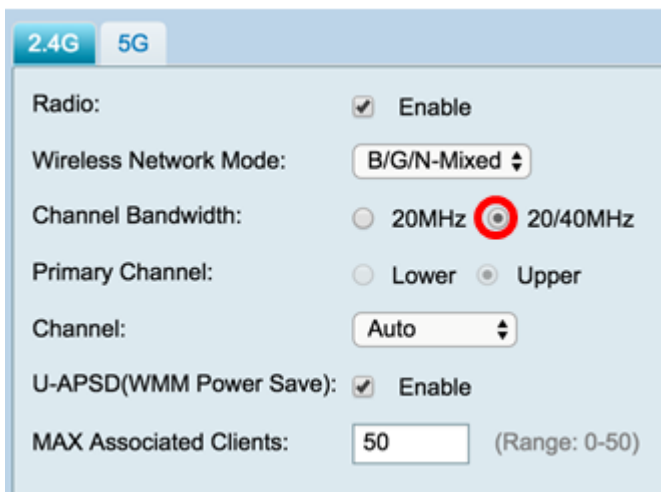 2.4G 5G
Radio: Enable
Wireless Network Mode: B/G/N-Mixed
Channel Bandwidth: 20MHz 20/40MHz
Primary Channel: Lower Upper
Channel: Auto
U-APSD(WMM Power Save): Enable
MAX Associated Clients: 50 (Range: 0-50)